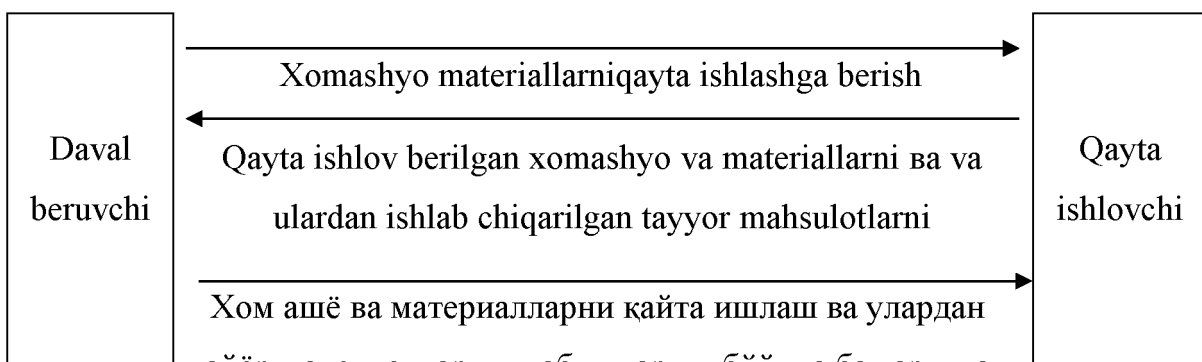 Daval
beruvchi
Xomashyo materiallarniqayta ishlashga berish
Qayta ishlov berilgan xomashyo va materiallarni ва va
ulardan ishlab chiqarilgan tayyor mahsulotlarni
Хом ашё ва материалларни қайта ишлаш ва улардан
Qayta
ishlovchi